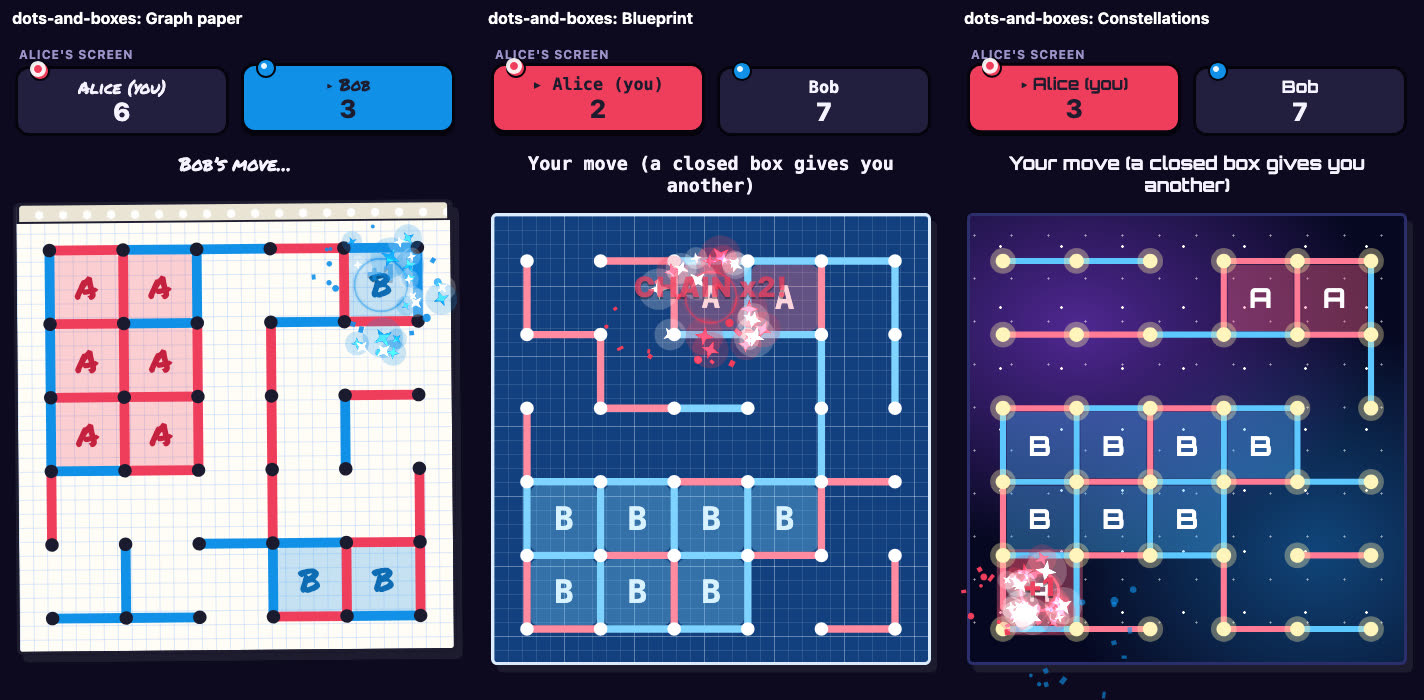 dots-and-boxes: Graph paper
ALICE'S SCREEN
Alice (you)
6
▸ Bob
3
Bob's move...
A A B
A A
A A
B B
dots-and-boxes: Blueprint
ALICE'S SCREEN
▸ Alice (you)
2
Bob
7
Your move (a closed box gives you
another)
CHAIN x2!
A A
B B B B
B B B
dots-and-boxes: Constellations
ALICE'S SCREEN
▸ Alice (you)
3
Bob
7
Your move (a closed box gives you
another)
A A
B B B B
B B B